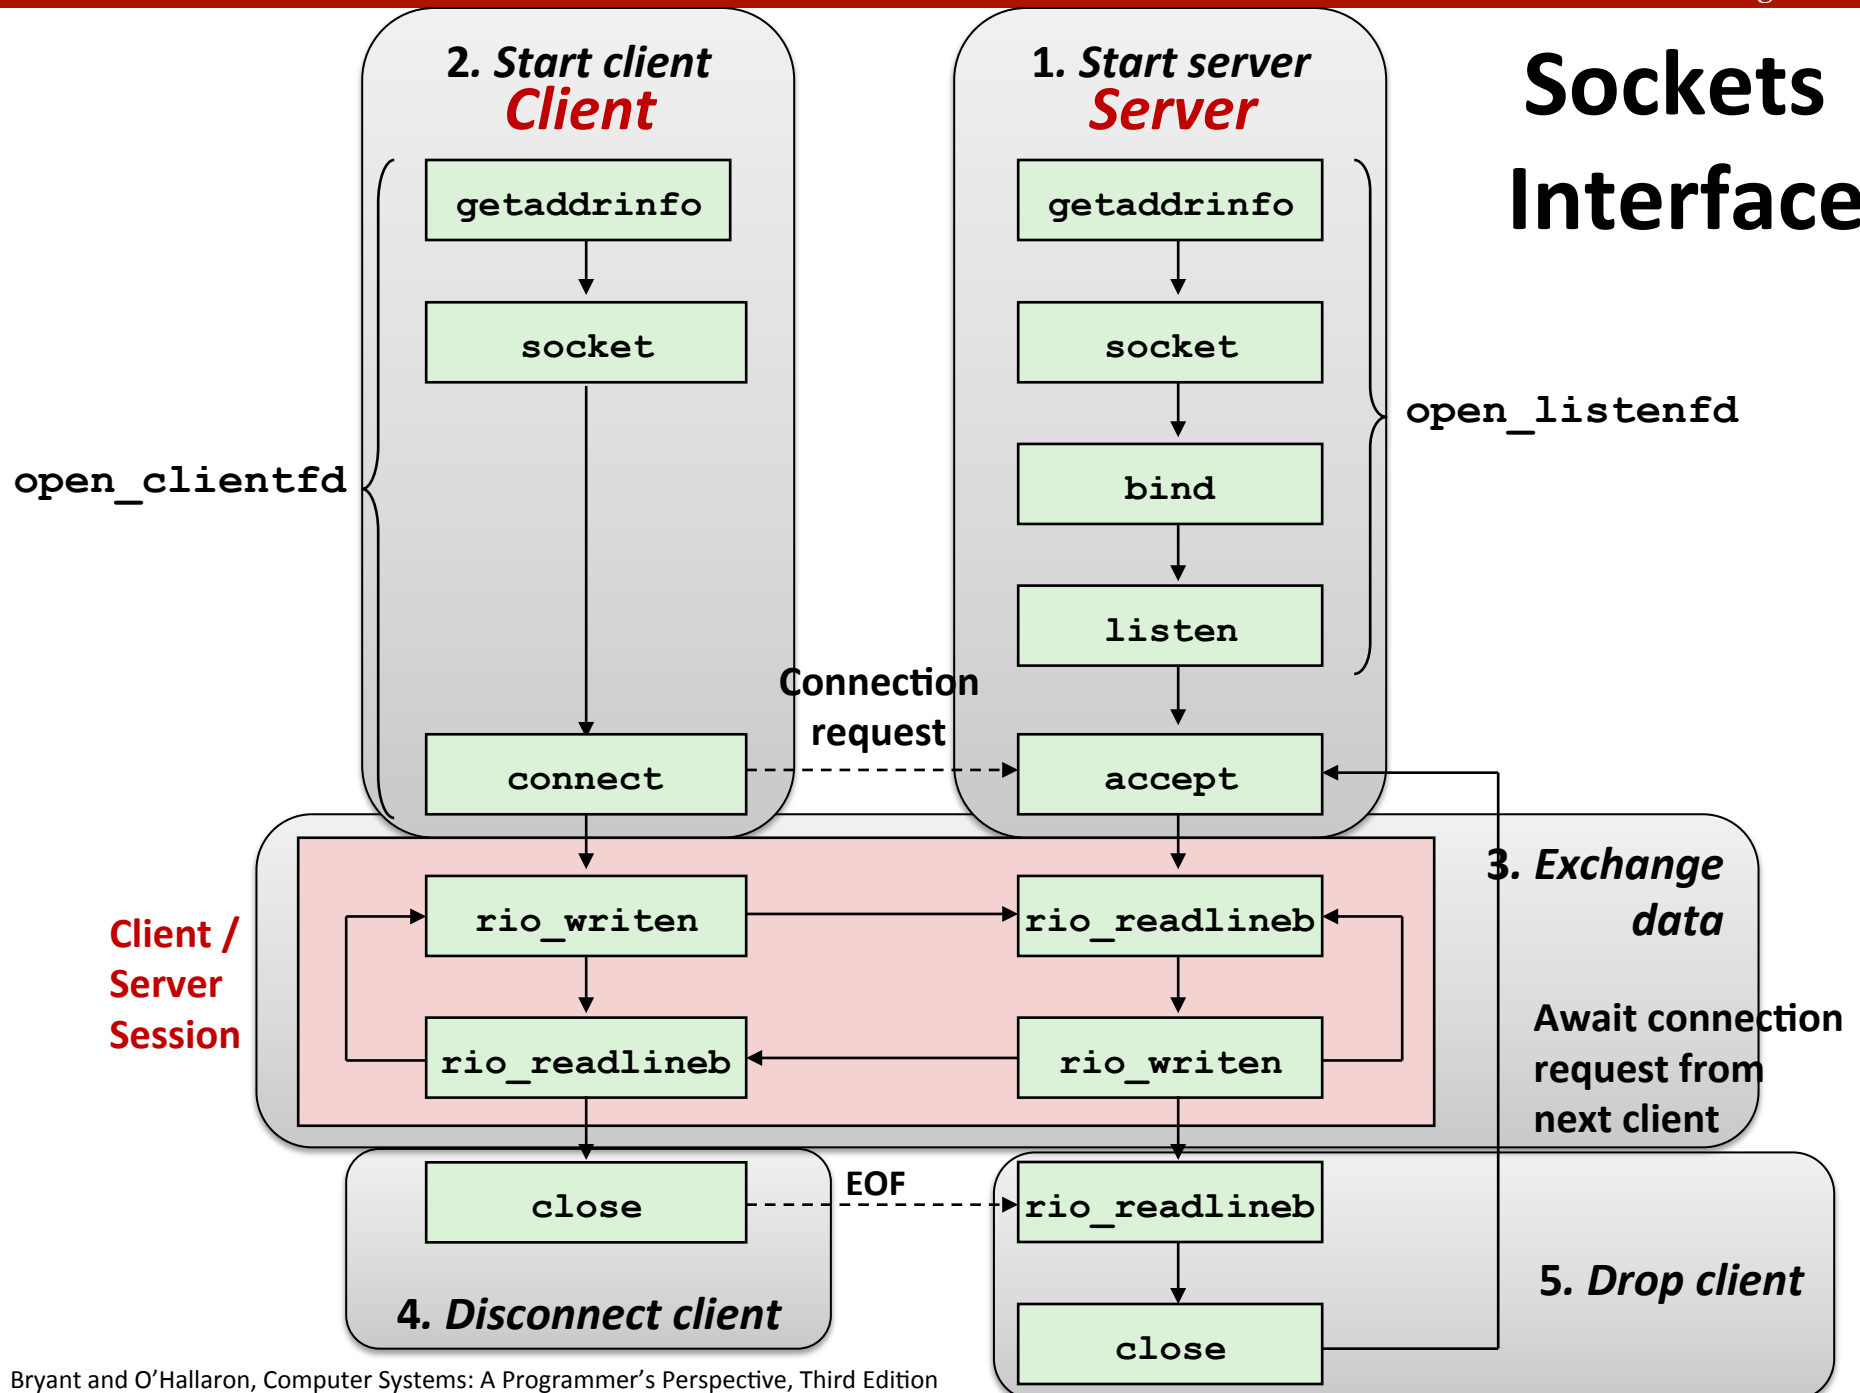 Sockets
Interface
2. Start client
Client
1. Start server
Server
getaddrinfo
getaddrinfo
socket
socket
open_listenfd
open_clientfd
bind
listen
Connection
request
connect
accept
3. Exchange
data
Client /
Server
Session
rio_writen
rio_readlineb
Await connection
request from
next client
rio_readlineb
rio_writen
close
EOF
rio_readlineb
4. Disconnect client
5. Drop client
close
Bryant and O’Hallaron, Computer Systems: A Programmer’s Perspective, Third Edition